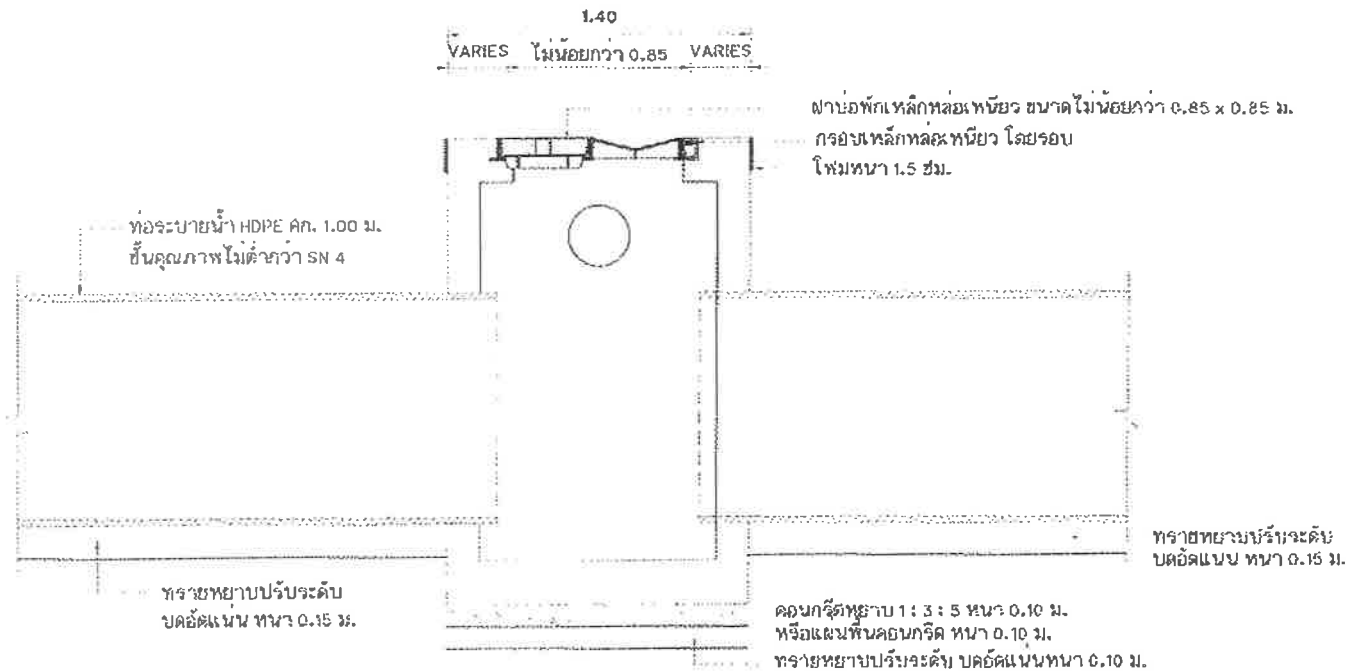 1.40
VARIES ไม่น้อยกว่า 0.85 VARIES
ฝาบ่อพักเหล็กหล่อเหนียว ขนาดไม่น้อยกว่า 0.85 x 0.85 ม.
กรอบเหล็กหล่อเหนียว โดยรอบ
โฟมหนา 1.5 ซม.
ท่อระบายน้ำ HDPE ศก. 1.00 ม.
ชั้นคุณภาพไม่ต่ำกว่า SN 4
ทรายหยาบปรับระดับ
บดอัดแน่น หนา 0.15 ม.
ทรายหยาบปรับระดับ
บดอัดแน่น หนา 0.15 ม.
คอนกรีตหยาบ 1 : 3 : 5 หนา 0.10 ม.
หรือแผ่นพื้นคอนกรีต หนา 0.10 ม.
ทรายหยาบปรับระดับ บดอัดแน่นหนา 0.10 ม.